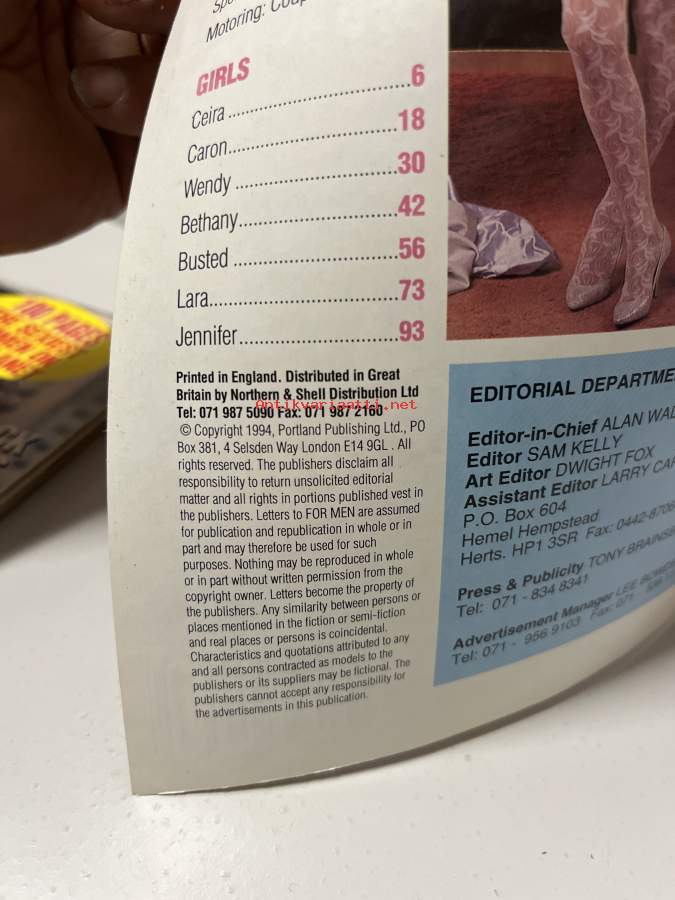 Motoring:
GIRLS
Ceira ........................................6
Caron........................................18
Wendy ......................................30
Bethany.....................................42
Busted ......................................56
Lara..........................................73
Jennifer.....................................93
Printed in England. Distributed in Great
Britain by Northern & Shell Distribution Ltd
Tel: 071 987 5090 Fax: 071 987 2160
Antikvariaatti.net
© Copyright 1994, Portland Publishing Ltd., PO
Box 381, 4 Selsden Way London E14 9GL . All
rights reserved. The publishers disclaim all
responsibility to return unsolicited editorial
matter and all rights in portions published vest in
the publishers. Letters to FOR MEN are assumed
for publication and republication in whole or in
part and may therefore be used for such
purposes. Nothing may be reproduced in whole
or in part without written permission from the
copyright owner. Letters become the property of
the publishers. Any similarity between persons or
places mentioned in the fiction or semi-fiction
and real places or persons is coincidental.
Characteristics and quotations attributed to any
and all persons contracted as models to the
publishers or its suppliers may be fictional. The
publishers cannot accept any responsibility for
the advertisements in this publication.
EDITORIAL
Editor-in-Chief ALAN
Editor SAM KELLY
Art Editor DWIGHT FOX
Assistant Editor LARRY
P.O. Box 604
Hemel Hempstead
Herts. HP1 3SR Fax:
Press & Publicity TONY
Tel: 071 - 834 8341
Advertisement Manager LEE
Tel: 071 - 956 9103 Fax: 071 -
100 PAGES